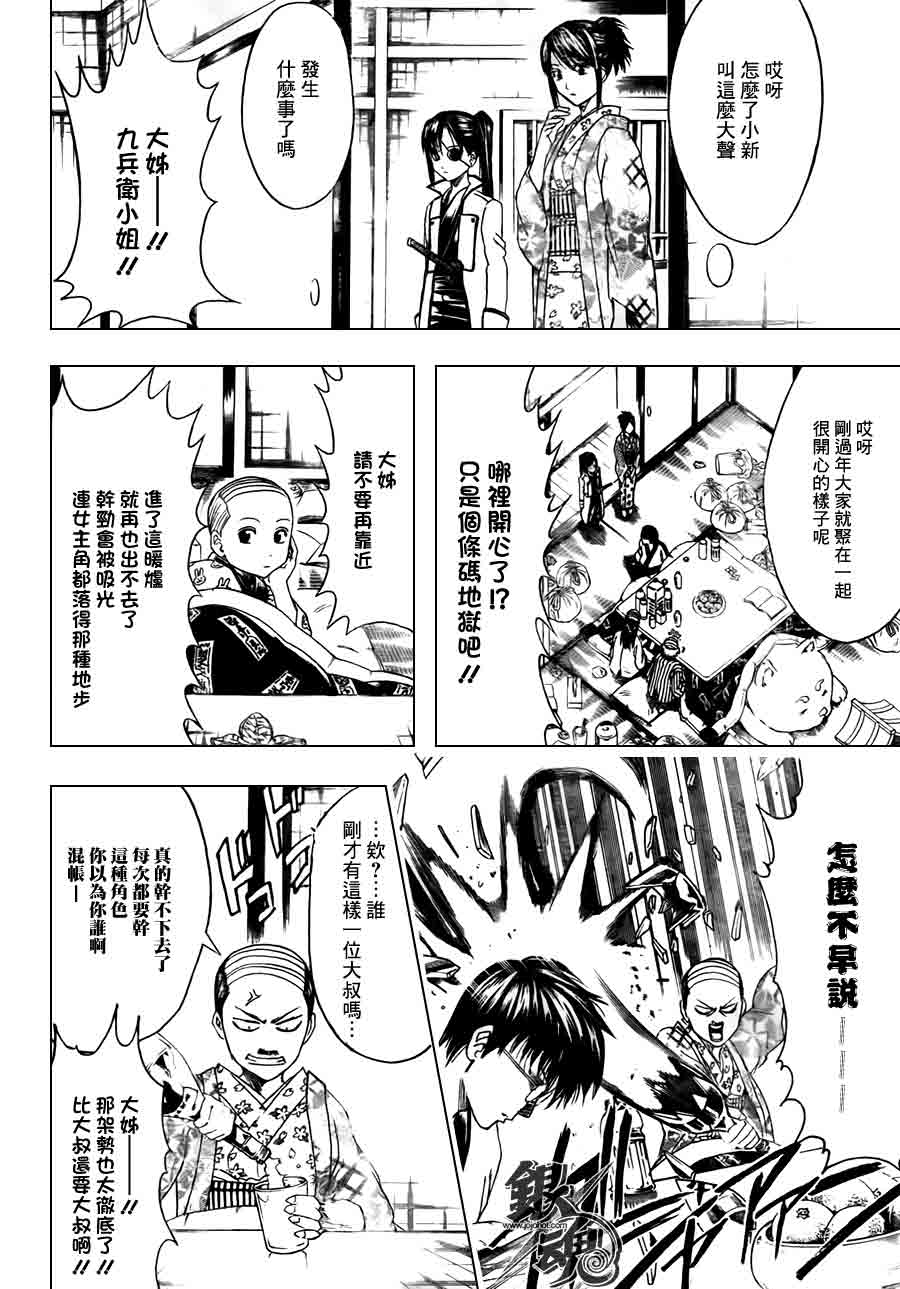 哎呀
怎麼了小新
叫這麼大聲
發生
什麼事了嗎
大姊——!!
九兵衛小姐!!
哎呀
剛過年大家就聚在一起
很開心的樣子呢
哪裡開心了!?
只是個條碼地獄吧!!
大姊
請不要再靠近
進了這暖爐
就再也出不去了
幹勁會被吸光
連女主角都落得那種地步
怎麼不早說———
…欸?…誰
剛才有這樣一位大叔嗎…
ドドド
真的幹不下去了
每次都要幹
這種角色
你以為你誰啊
混帳—
大姊——!!
那架勢也太徹底了
比大叔還要大叔啊!!
銀魂
www.jojohot.com